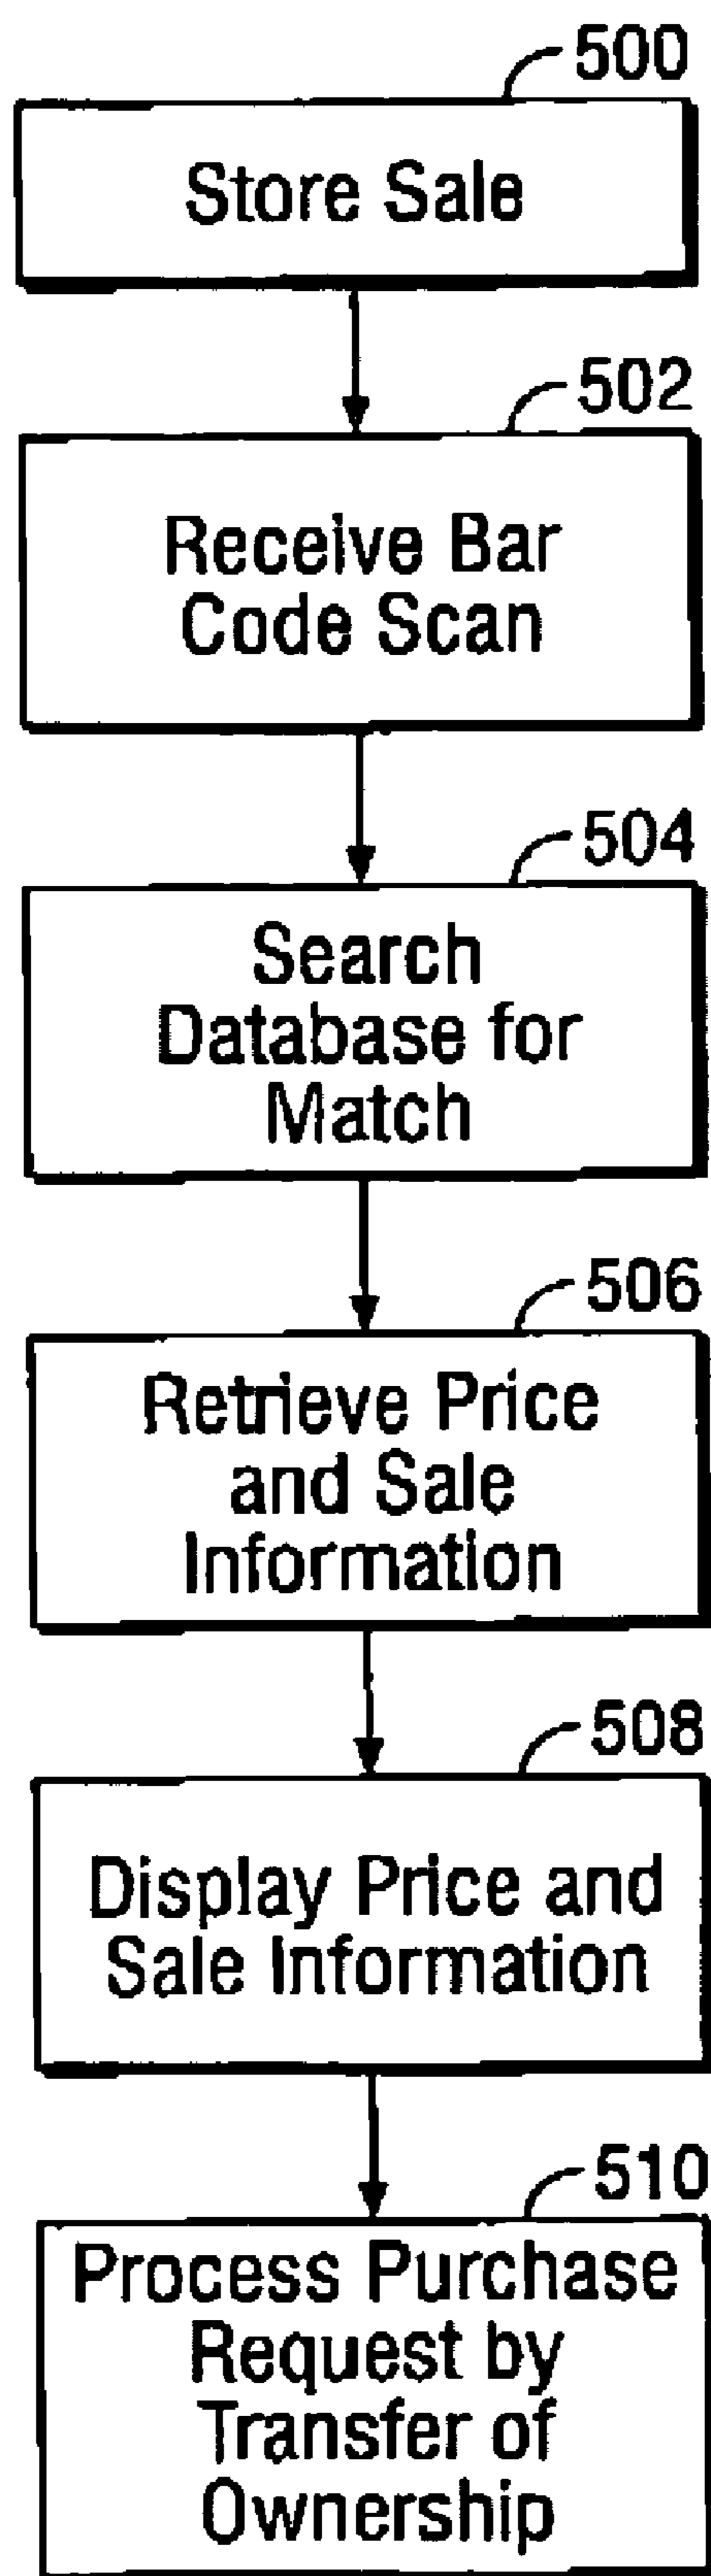 500
Store Sale
502
Receive Bar
Code Scan
504
Search
Database for
Match
506
Retrieve Price
and Sale
Information
508
Display Price and
Sale Information
510
Process Purchase
Request by
Transfer of
Ownership